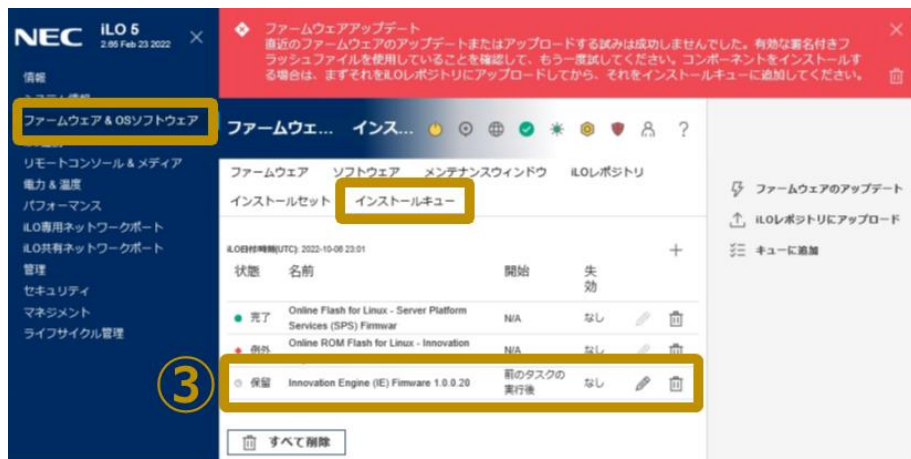 NEC
iLO 5
2.65 Feb 23 2022
ファームウェアアップデート
直近のファームウェアのアップデートまたはアップロードする試みは成功しませんでした。有効な署名付きフ
ラッシュファイルを使用していることを確認して、もう一度試してください。コンポーネントをインストールす
る場合は、まずそれをiLOレポジトリにアップロードしてから、それをインストールキューに追加してください。
情報
ファームウェア & OSソフトウェア
リモートコンソール & メディア
電力 & 温度
パフォーマンス
iLO専用ネットワークポート
iLO共有ネットワークポート
管理
セキュリティ
マネジメント
ライフサイクル管理
ファームウェ... インス...
ファームウェア ソフトウェア メンテナンスウィンドウ iLOレポジトリ
インストールセット インストールキュー
iLO日付/時間(UTC): 2022-10-06 23:01
状態 名前 開始 失効
完了 Online Flash for Linux - Server Platform Services (SPS) Firmwar N/A なし
例外 Online ROM Flash for Linux - Innovation N/A なし
③
保留 Innovation Engine (IE) Fimware 1.0.0.20 前のタスクの実行後 なし
すべて削除
ファームウェアのアップデート
iLOレポジトリにアップロード
キューに追加